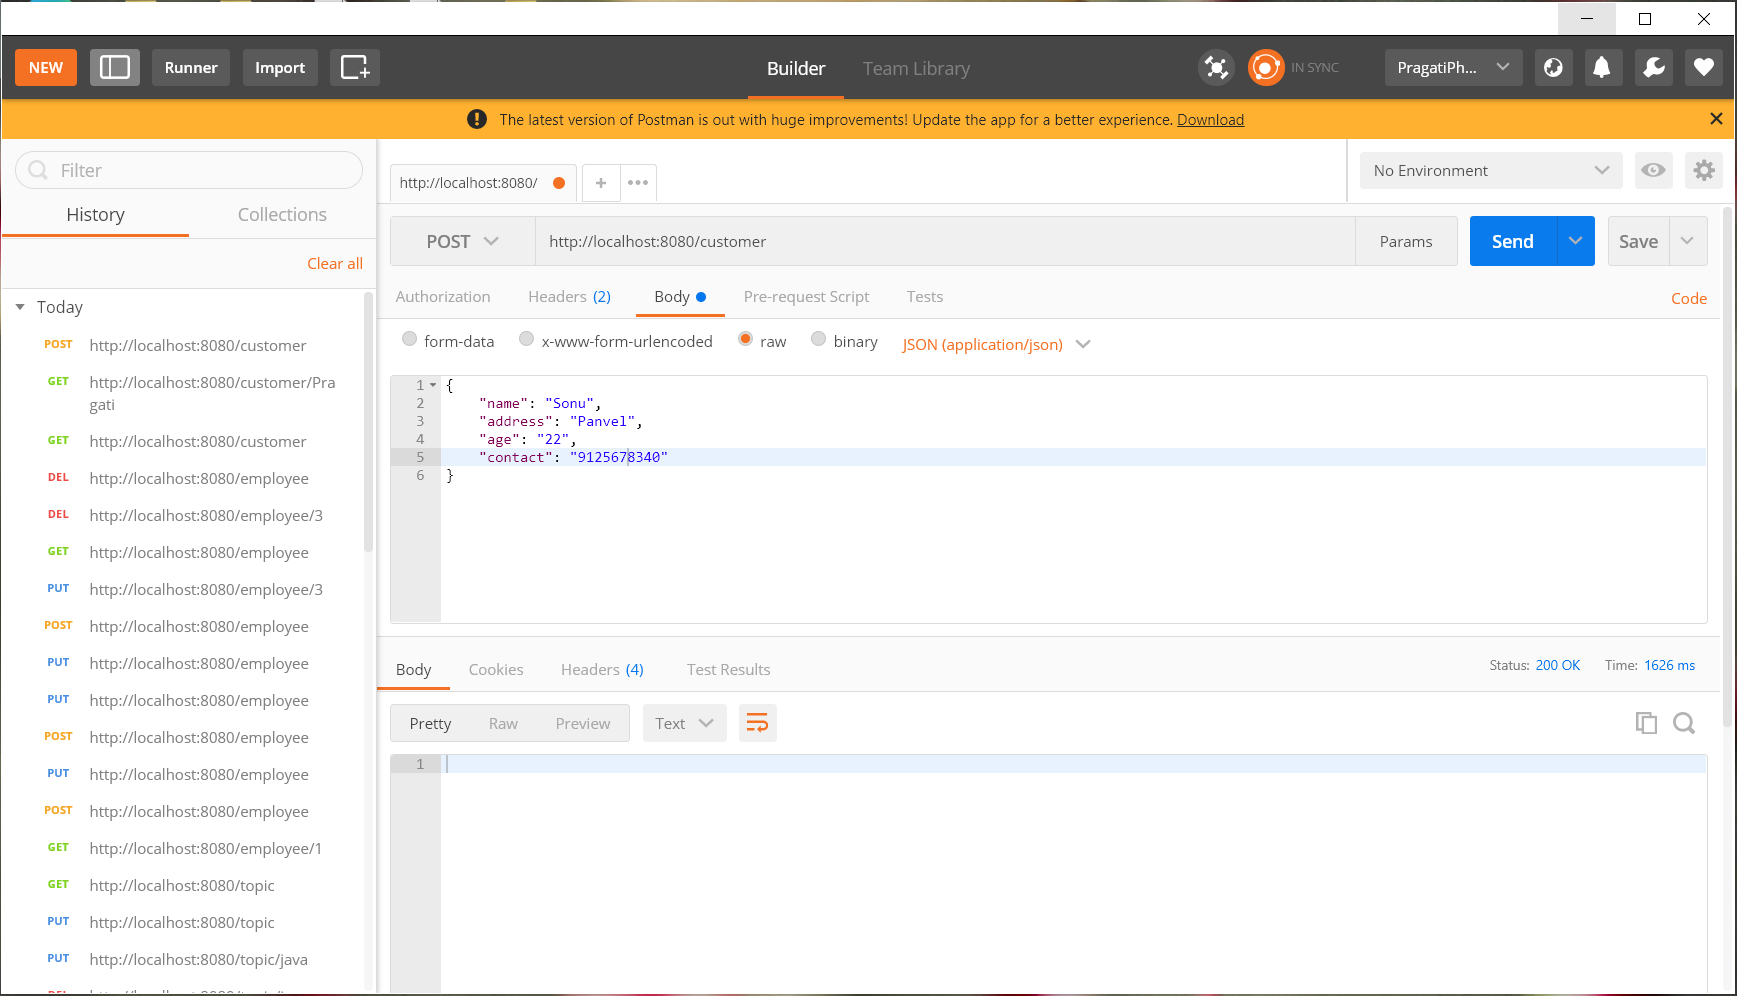 NEW
Runner
Import
Builder
Team Library
IN SYNC
PragatiPh...
The latest version of Postman is out with huge improvements! Update the app for a better experience. Download
Filter
History
Collections
Clear all
Today
POST http://localhost:8080/customer
GET http://localhost:8080/customer/Pra
gati
GET http://localhost:8080/customer
DEL http://localhost:8080/employee
DEL http://localhost:8080/employee/3
GET http://localhost:8080/employee
PUT http://localhost:8080/employee/3
POST http://localhost:8080/employee
PUT http://localhost:8080/employee
PUT http://localhost:8080/employee
POST http://localhost:8080/employee
PUT http://localhost:8080/employee
POST http://localhost:8080/employee
GET http://localhost:8080/employee/1
GET http://localhost:8080/topic
PUT http://localhost:8080/topic
PUT http://localhost:8080/topic/java
http://localhost:8080/
No Environment
POST
http://localhost:8080/customer
Params
Send
Save
Authorization
Headers (2)
Body
Pre-request Script
Tests
Code
form-data
x-www-form-urlencoded
raw
binary
JSON (application/json)
1 {
2 "name": "Sonu",
3 "address": "Panvel",
4 "age": "22",
5 "contact": "9125678340"
6 }
Body
Cookies
Headers (4)
Test Results
Status: 200 OK
Time: 1626 ms
Pretty
Raw
Preview
Text
1